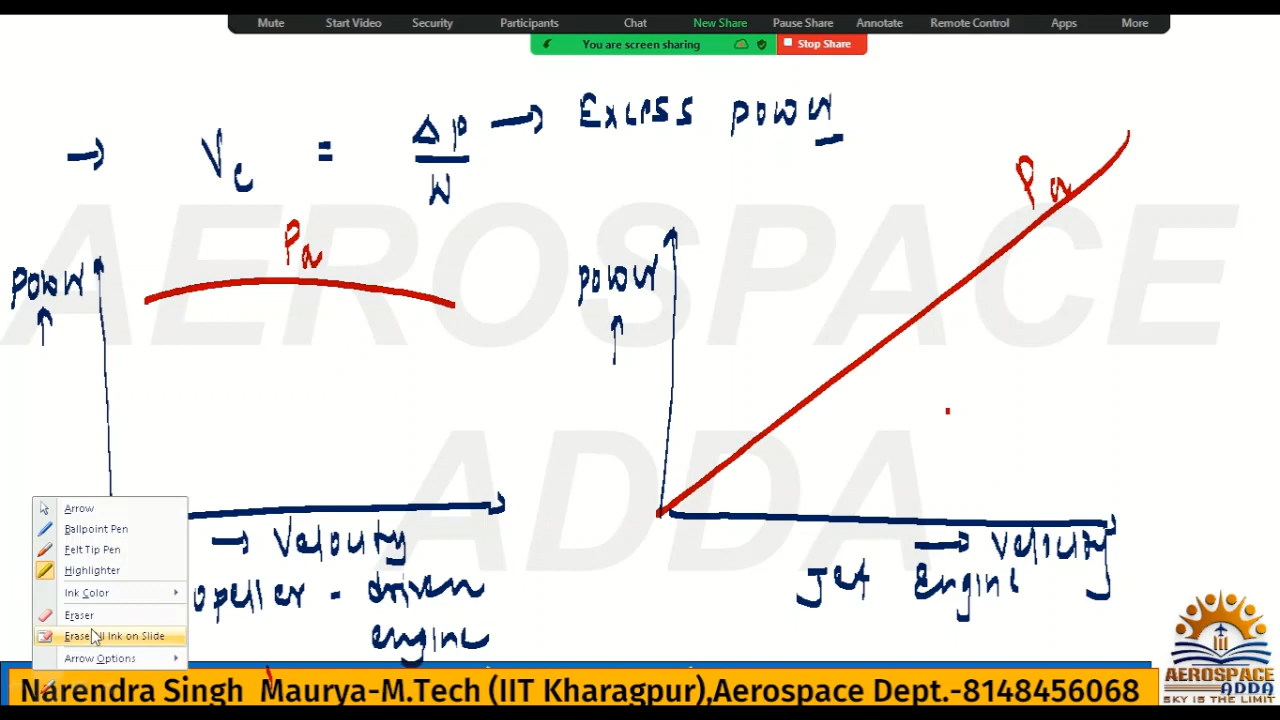 Mute Start Video Security Participants Chat New Share Pause Share Annotate Remote Control Apps More
You are screen sharing Stop Share
→ Vc = ΔP/W → Excess power
Pa
Pa
power
↑
power
↑
→ Velocity
→ Velocity
opeller - driven
engine
Jet engine
Arrow
Ballpoint Pen
Felt Tip Pen
Highlighter
Ink Color
Eraser
Erase All Ink on Slide
Arrow Options
AEROSPACE
ADDA
Narendra Singh Maurya-M.Tech (IIT Kharagpur),Aerospace Dept.-8148456068
AEROSPACE
ADDA
SKY IS THE LIMIT